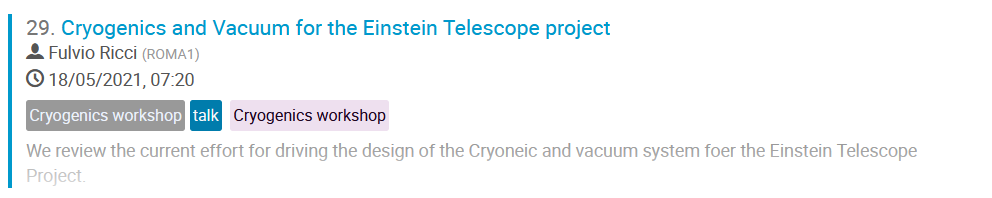 29. Cryogenics and Vacuum for the Einstein Telescope project
Fulvio Ricci (ROMA1)
18/05/2021, 07:20
Cryogenics workshop talk Cryogenics workshop
We review the current effort for driving the design of the Cryoneic and vacuum system foer the Einstein Telescope
Project.